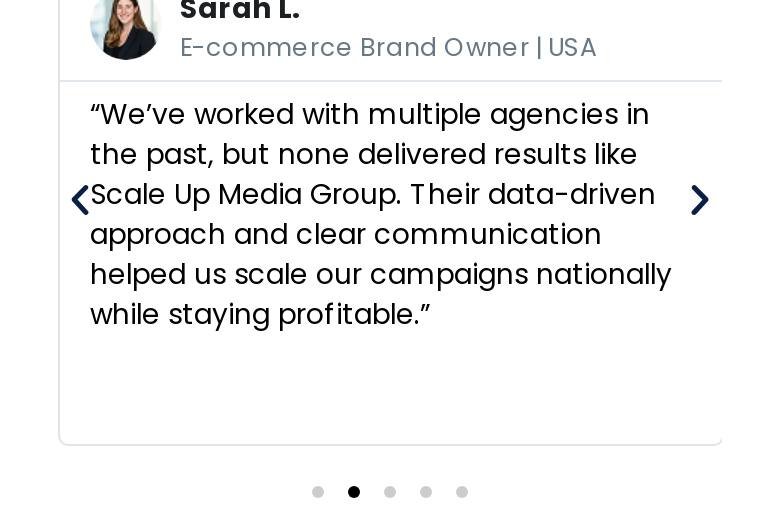 Sarah L.
E-commerce Brand Owner | USA
“We’ve worked with multiple agencies in
the past, but none delivered results like
Scale Up Media Group. Their data-driven
approach and clear communication
helped us scale our campaigns nationally
while staying profitable.”